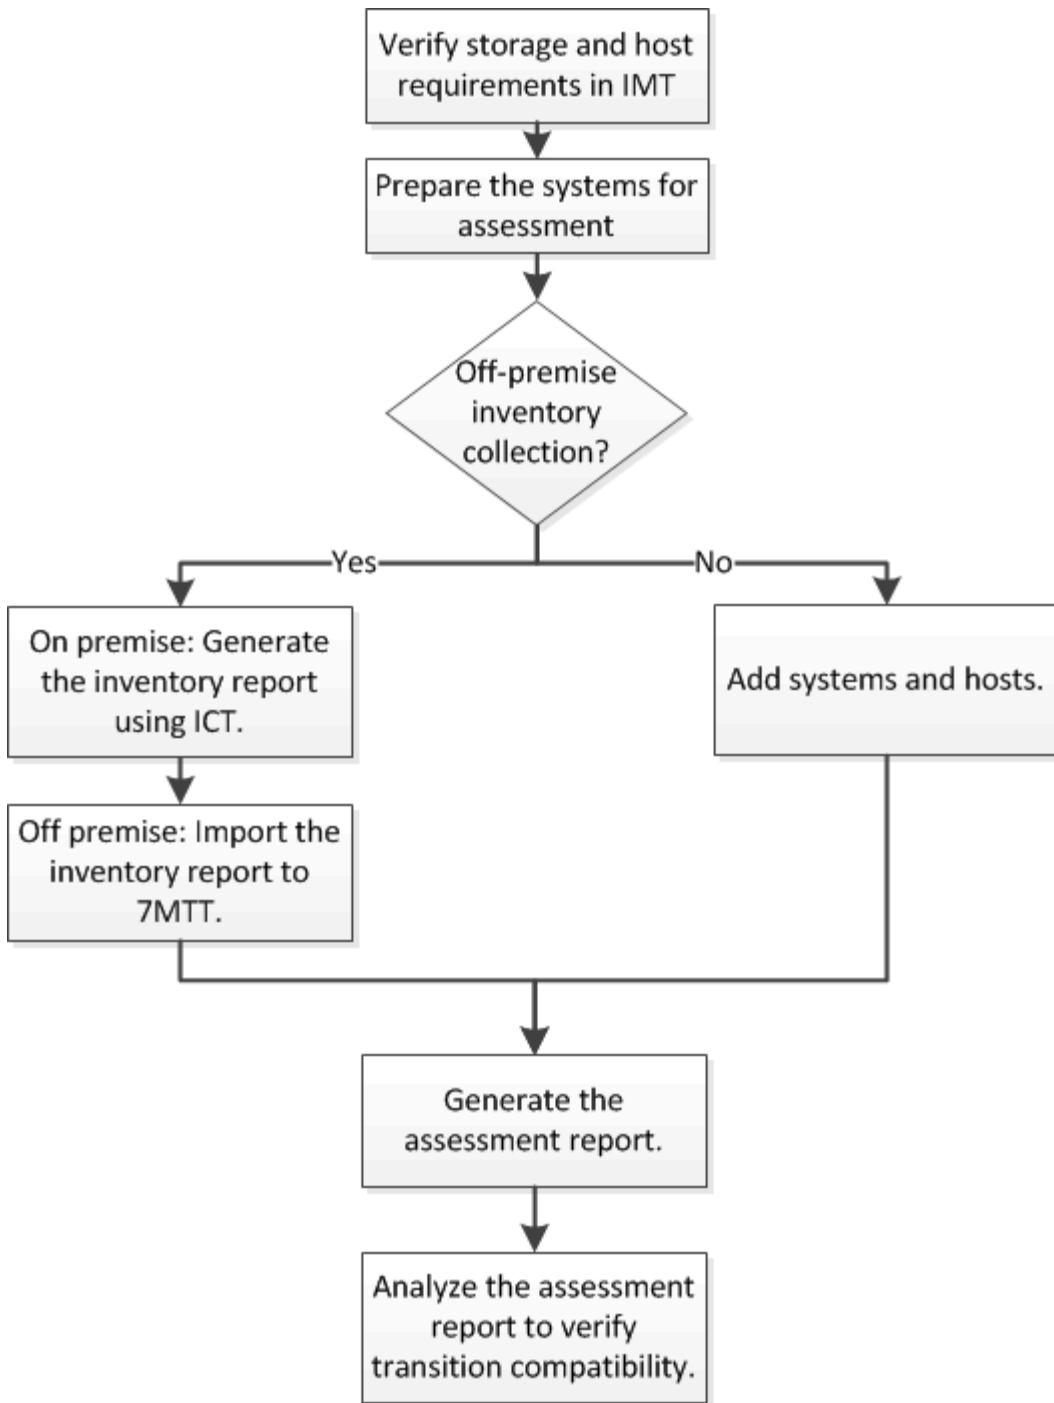 Verify storage and host
requirements in IMT
Prepare the systems for
assessment
Off-premise
inventory
collection?
Yes
No
On premise: Generate
the inventory report
using ICT.
Add systems and hosts.
Off premise: Import the
inventory report to
7MTT.
Generate the
assessment report.
Analyze the assessment
report to verify
transition compatibility.